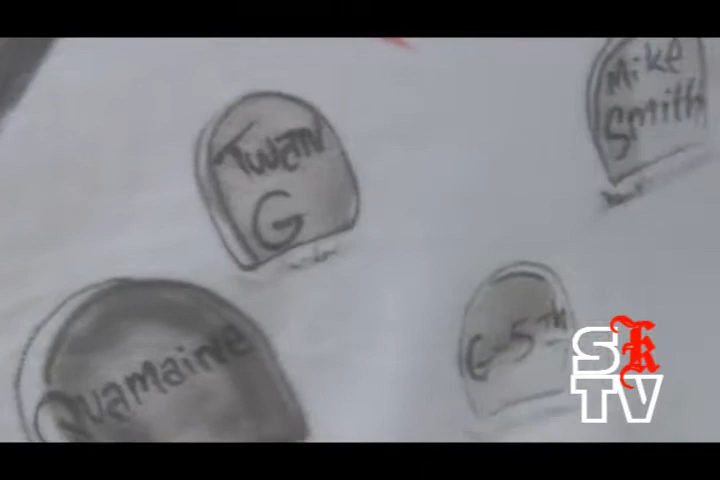 Mike
Smith
Twan
G
G-5th
Quamaine
SK
TV